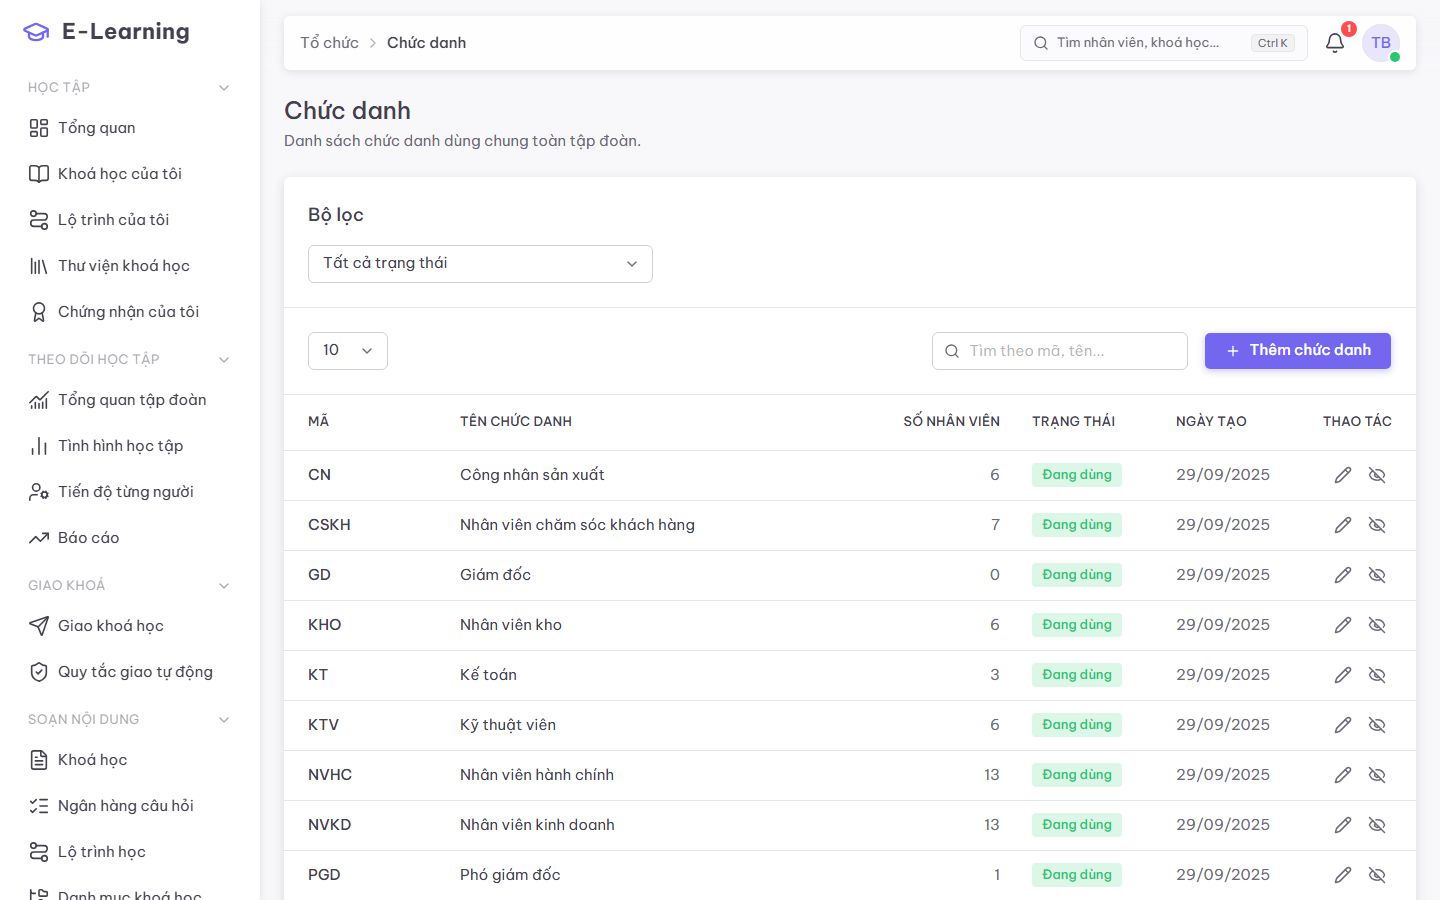 E-Learning
HỌC TẬP
Tổng quan
Khoá học của tôi
Lộ trình của tôi
Thư viện khoá học
Chứng nhận của tôi
THEO DÕI HỌC TẬP
Tổng quan tập đoàn
Tình hình học tập
Tiến độ từng người
Báo cáo
GIAO KHOÁ
Giao khoá học
Quy tắc giao tự động
SOẠN NỘI DUNG
Khoá học
Ngân hàng câu hỏi
Lộ trình học
Danh mục khoá học
Tổ chức Chức danh
Tìm nhân viên, khoá học... Ctrl K 1 TB
Chức danh
Danh sách chức danh dùng chung toàn tập đoàn.
Bộ lọc
Tất cả trạng thái
10 Tìm theo mã, tên... Thêm chức danh
MÃ TÊN CHỨC DANH SỐ NHÂN VIÊN TRẠNG THÁI NGÀY TẠO THAO TÁC
CN Công nhân sản xuất 6 Đang dùng 29/09/2025
CSKH Nhân viên chăm sóc khách hàng 7 Đang dùng 29/09/2025
GD Giám đốc 0 Đang dùng 29/09/2025
KHO Nhân viên kho 6 Đang dùng 29/09/2025
KT Kế toán 3 Đang dùng 29/09/2025
KTV Kỹ thuật viên 6 Đang dùng 29/09/2025
NVHC Nhân viên hành chính 13 Đang dùng 29/09/2025
NVKD Nhân viên kinh doanh 13 Đang dùng 29/09/2025
PGD Phó giám đốc 1 Đang dùng 29/09/2025